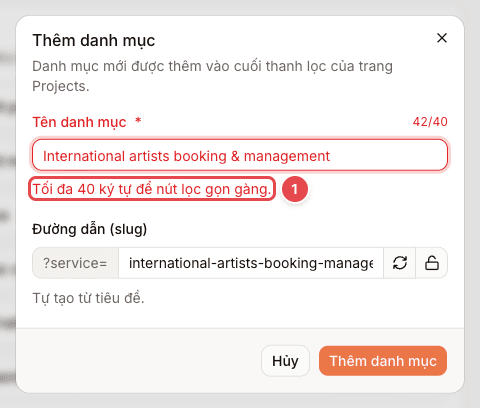 Thêm danh mục
Danh mục mới được thêm vào cuối thanh lọc của trang
Projects.
Tên danh mục *
42/40
International artists booking & management
Tối đa 40 ký tự để nút lọc gọn gàng.
1
Đường dẫn (slug)
?service=
international-artists-booking-manage
Tự tạo từ tiêu đề.
Hủy
Thêm danh mục